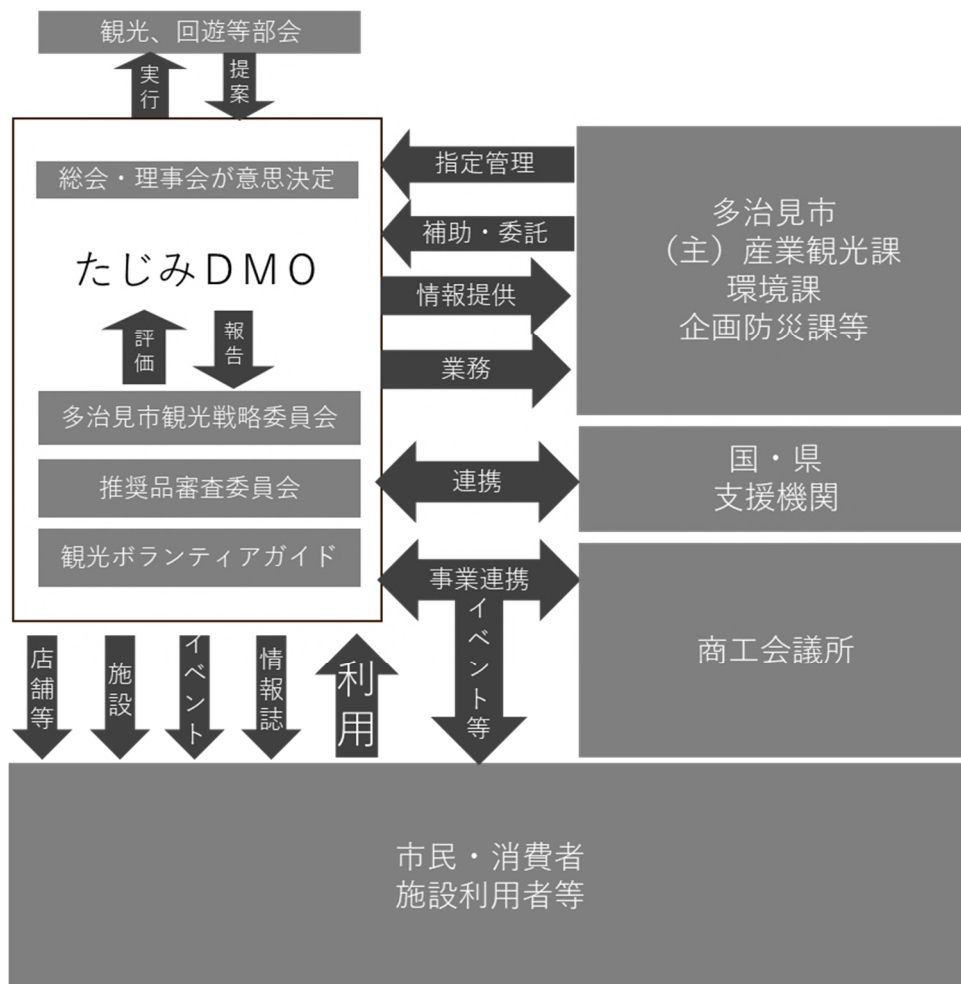 観光、回遊等部会
実行
提案
総会・理事会が意思決定
たじみDMO
評価
報告
多治見市観光戦略委員会
推奨品審査委員会
観光ボランティアガイド
指定管理
補助・委託
情報提供
業務
連携
事業連携
イベント等
多治見市
(主)産業観光課
環境課
企画防災課等
国・県
支援機関
商工会議所
店舗等
施設
イベント
情報誌
利用
市民・消費者
施設利用者等